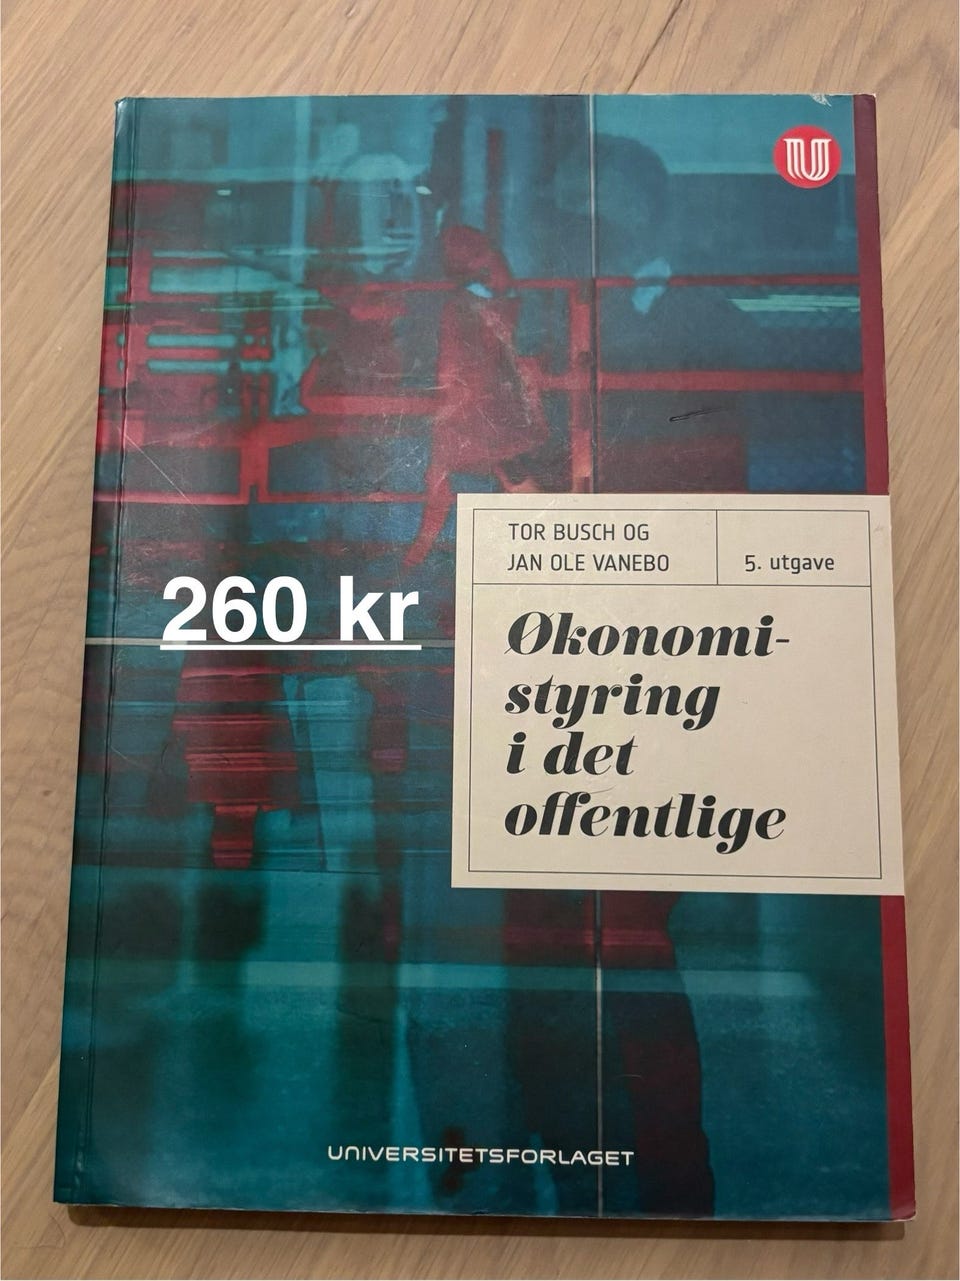 U
TOR BUSCH OG
JAN OLE VANEBO
5. utgave
260 kr
Økonomi-
styring
i det
offentlige
UNIVERSITETSFORLAGET